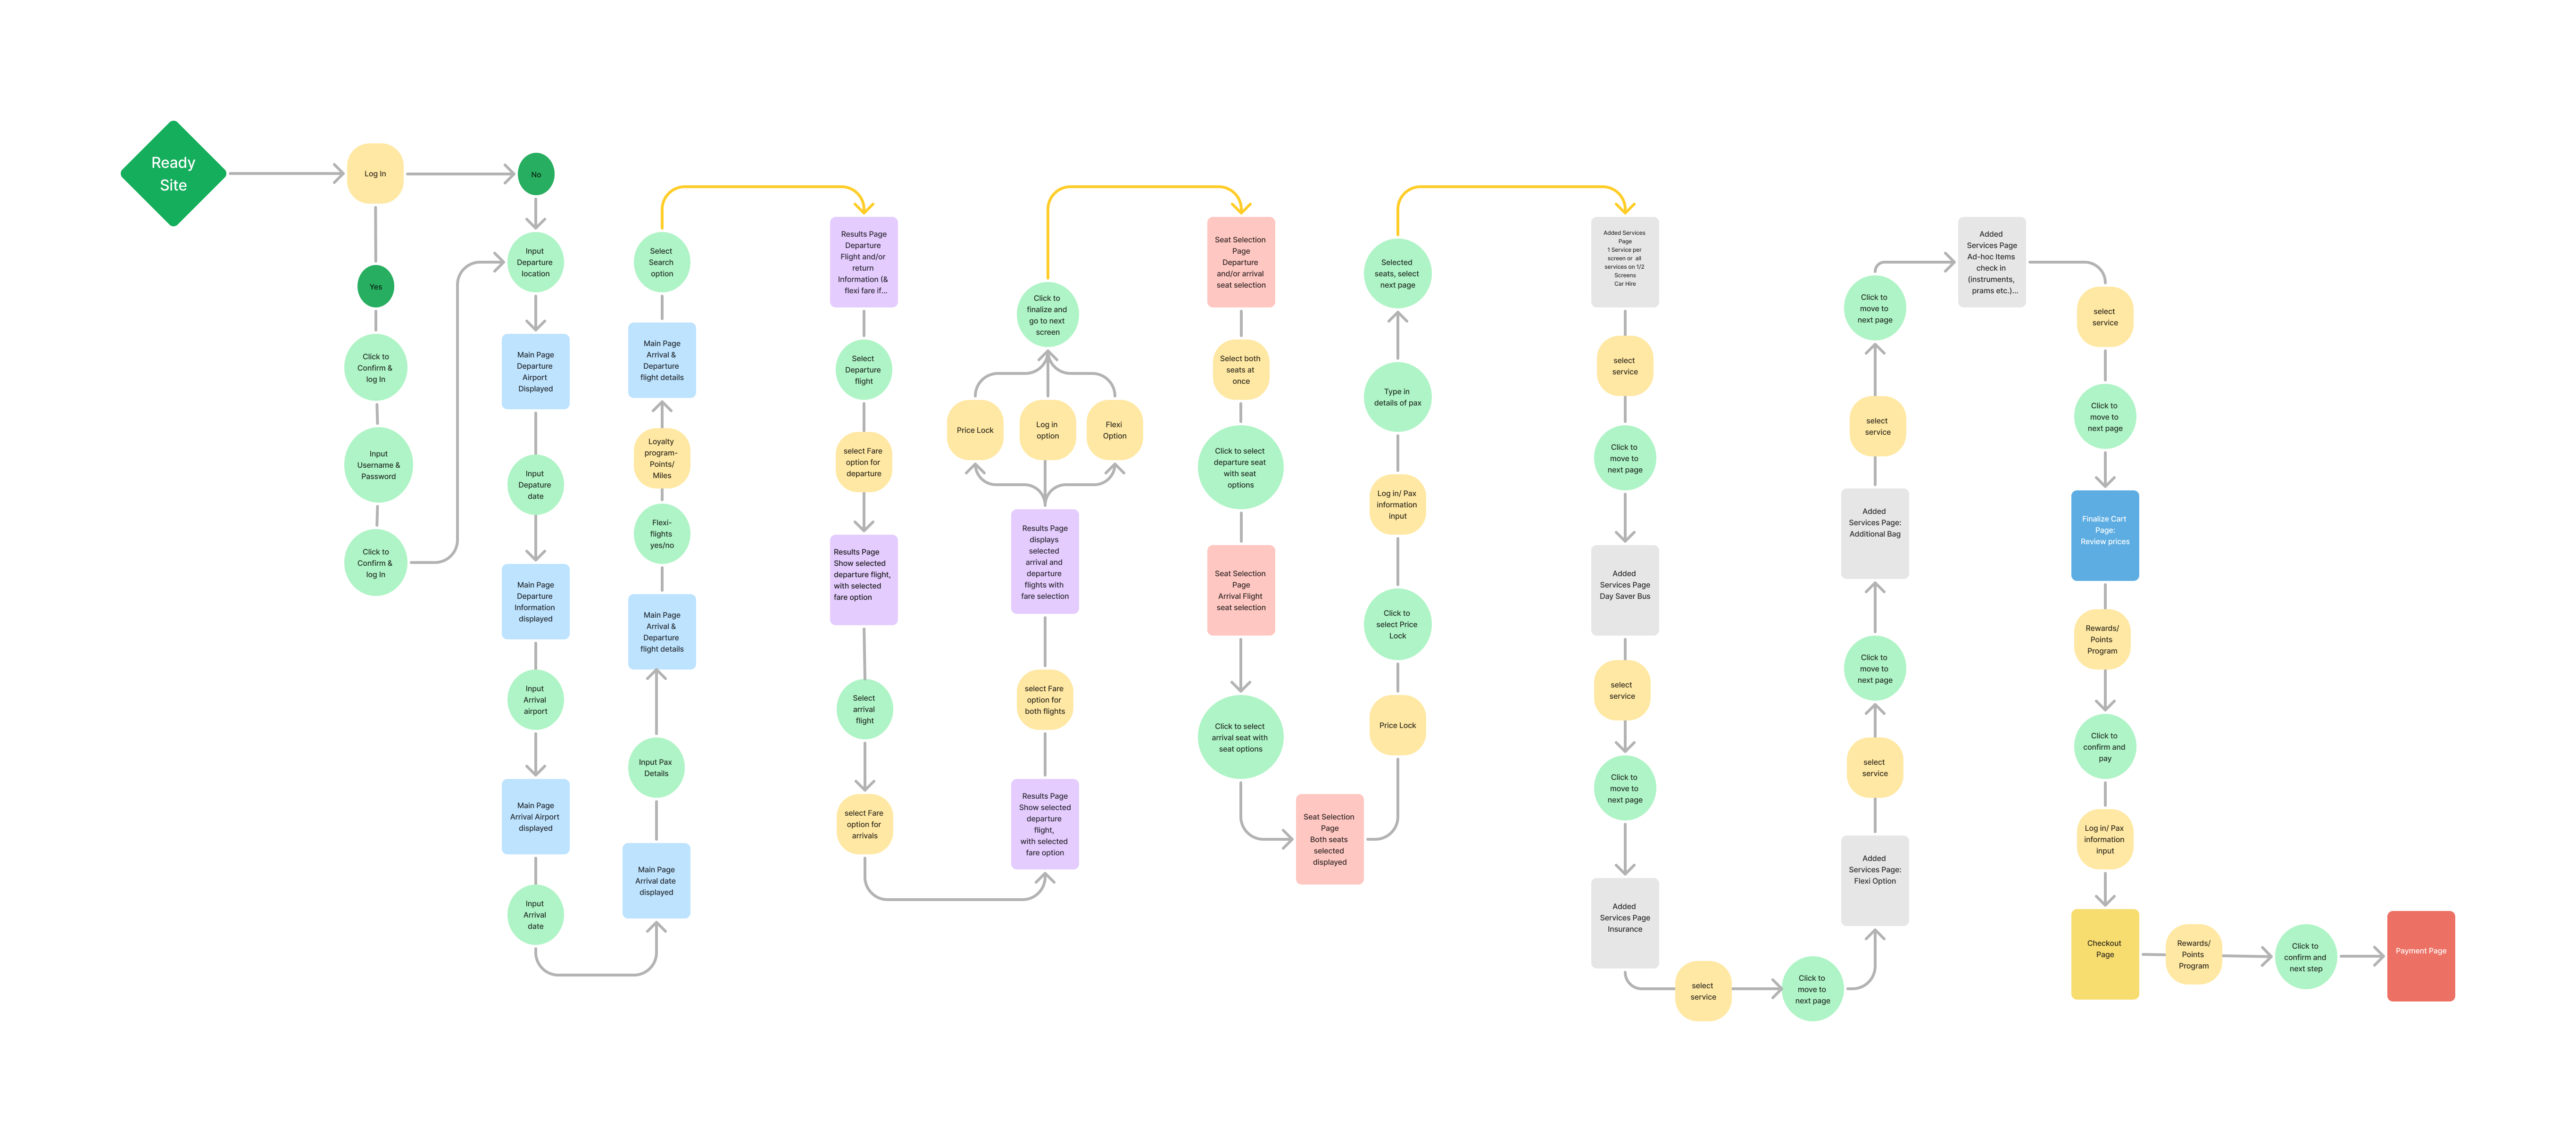 Ready
Site
Log In
No
Yes
Click to
Confirm &
log In
Input
Username &
Password
Click to
Confirm &
log In
Input
Departure
location
Main Page
Departure
Airport
Displayed
Input
Depature
date
Main Page
Departure
Information
displayed
Input
Arrival
airport
Main Page
Arrival Airport
displayed
Input
Arrival
date
Main Page
Arrival date
displayed
Input Pax
Details
Main Page
Arrival &
Departure
flight details
Flexi-
flights
yes/no
Loyalty
program-
Points/
Miles
Main Page
Arrival &
Departure
flight details
Select
Search
option
Results Page
Departure
Flight and/or
return
Information (&
flexi fare if...
Select
Departure
flight
select Fare
option for
departure
Results Page
Show selected
departure flight,
with selected
fare option
Select
arrival
flight
select Fare
option for
arrivals
Results Page
Show selected
departure
flight,
with selected
fare option
select Fare
option for
both flights
Results Page
displays
selected
arrival and
departure
flights with
fare selection
Price Lock
Log in
option
Flexi
Option
Click to
finalize and
go to next
screen
Seat Selection
Page
Departure
and/or arrival
seat selection
Select both
seats at
once
Click to select
departure seat
with seat
options
Seat Selection
Page
Arrival Flight
seat selection
Click to select
arrival seat with
seat options
Seat Selection
Page
Both seats
selected
displayed
Price Lock
Click to
select Price
Lock
Log in/ Pax
information
input
Type in
details of pax
Selected
seats, select
next page
Added Services
Page
1 Service per
screen or all
services on 1/2
Screens
Car Hire
select
service
Click to
move to
next page
Added
Services Page
Day Saver Bus
select
service
Click to
move to
next page
Added
Services Page
Insurance
select
service
Click to
move to
next page
Added
Services Page:
Flexi Option
select
service
Click to
move to
next page
Added
Services Page:
Additional Bag
select
service
Click to
move to
next page
Added
Services Page
Ad-hoc Items
check in
(instruments,
prams etc.)...
select
service
Click to
move to
next page
Finalize Cart
Page:
Review prices
Rewards/
Points
Program
Click to
confirm and
pay
Log in/ Pax
information
input
Checkout
Page
Rewards/
Points
Program
Click to
confirm and
next step
Payment Page